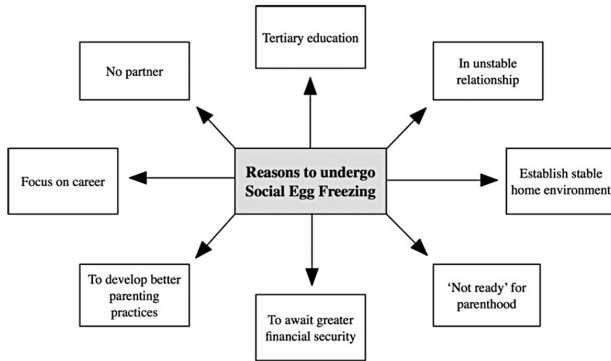 Tertiary education
No partner
In unstable
relationship
Focus on career
Reasons to undergo
Social Egg Freezing
Establish stable
home environment
To develop better
parenting
practices
To await greater
financial security
‘Not ready’ for
parenthood